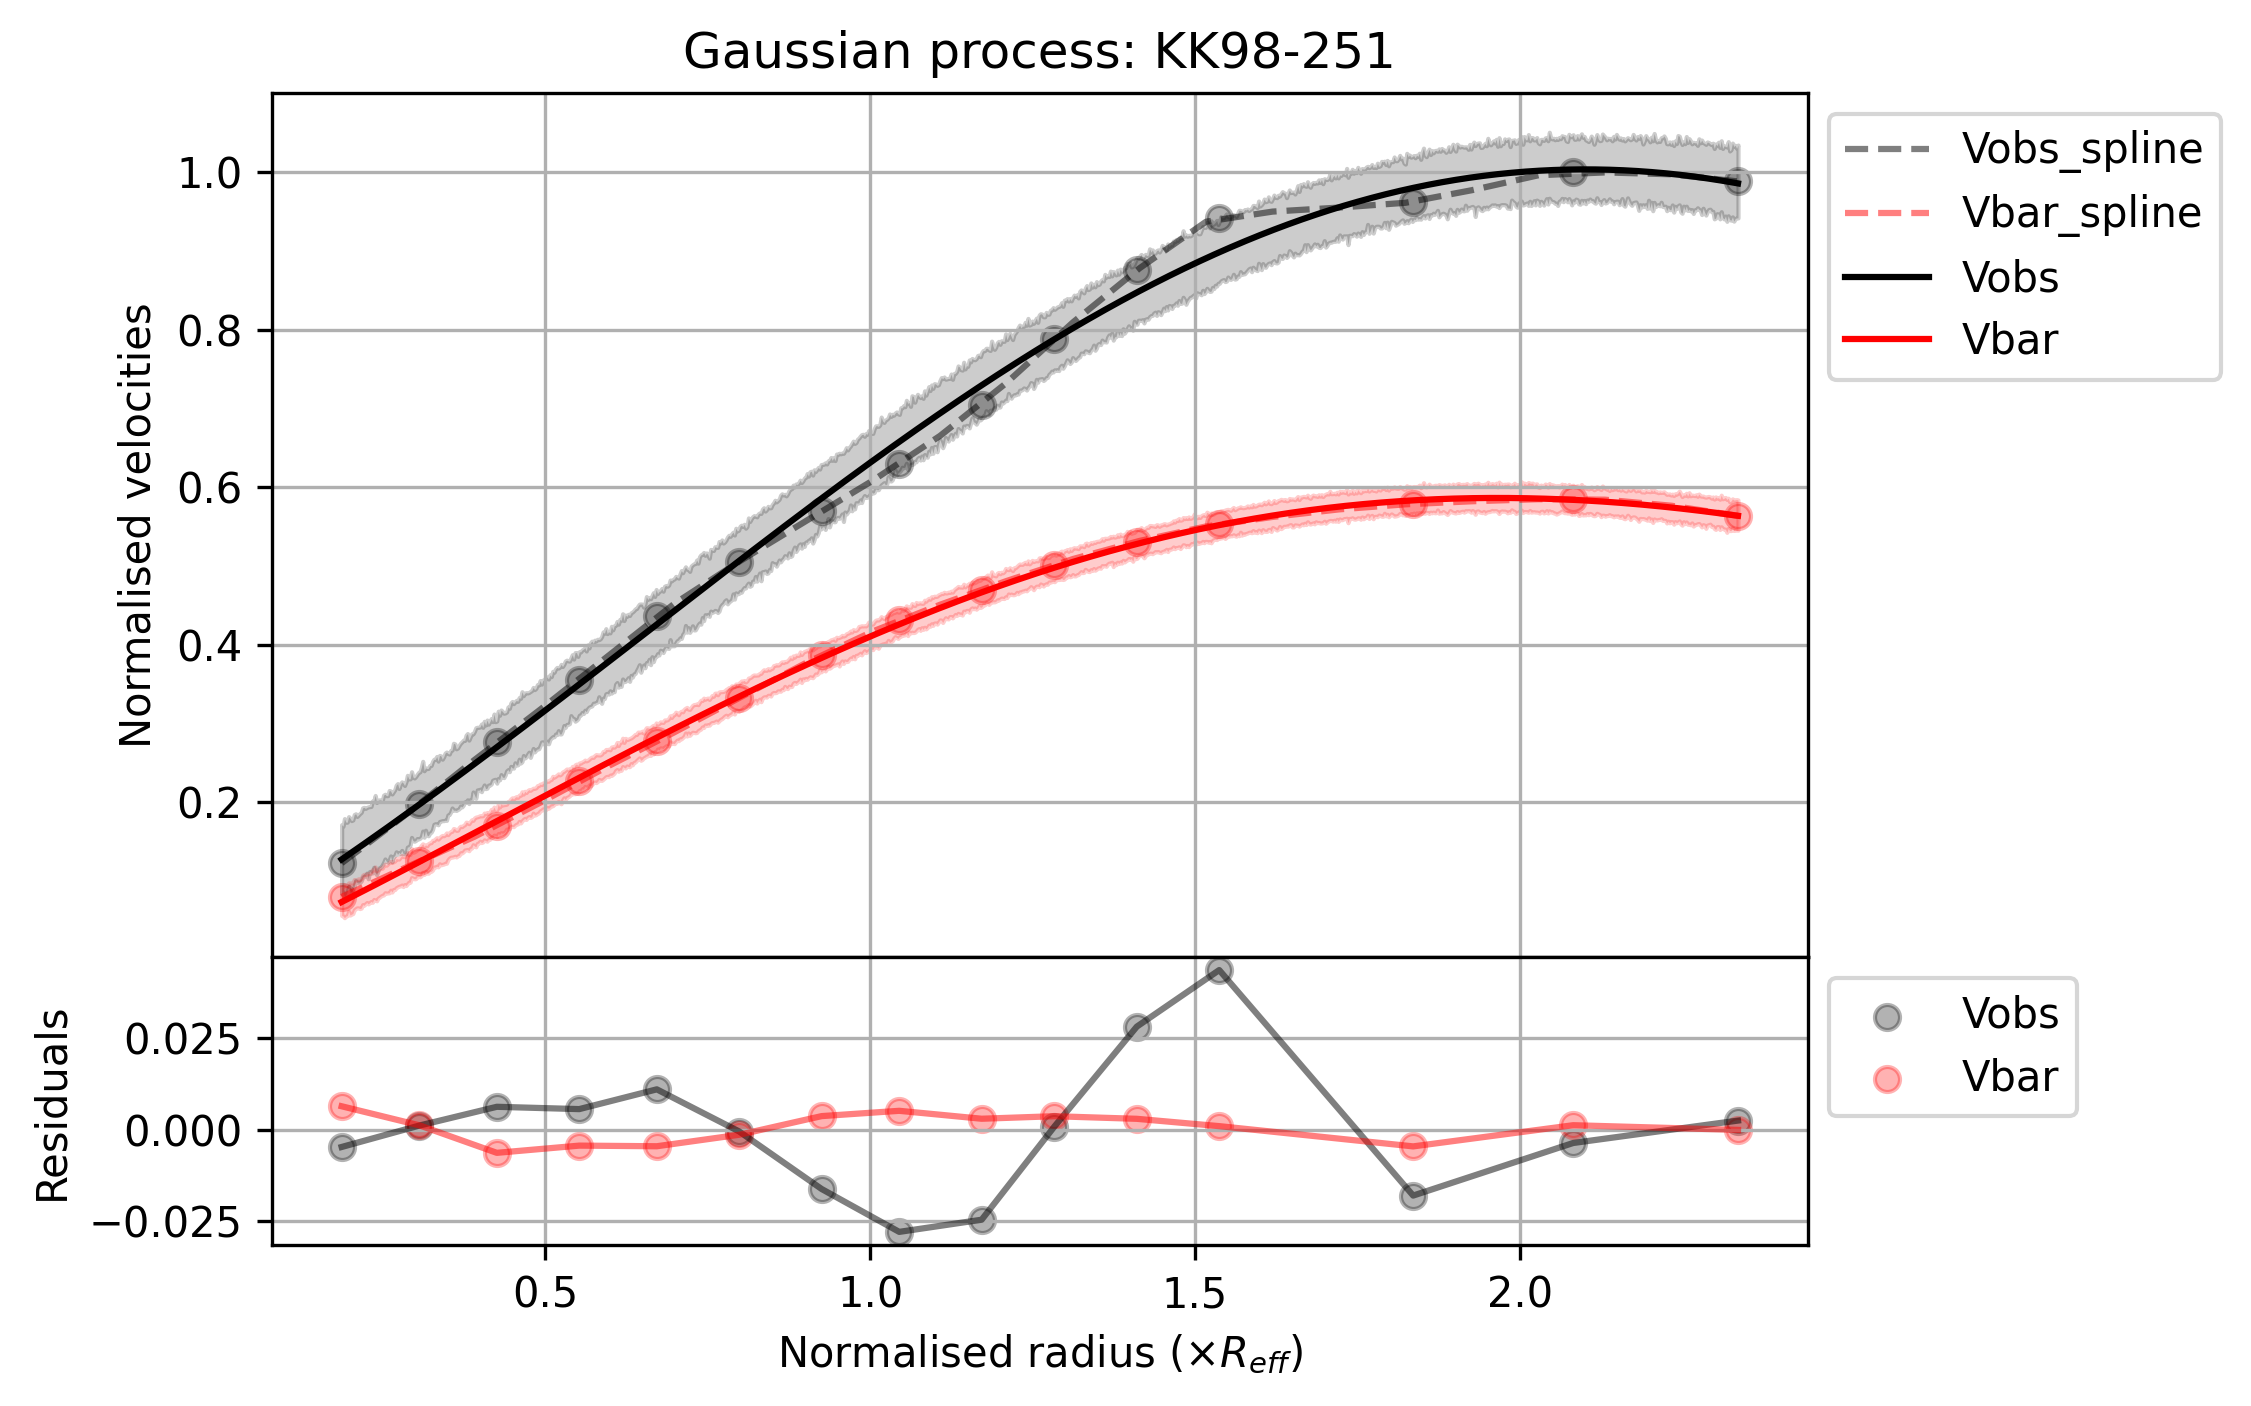 Gaussian process: KK98-251
Normalised velocities
1.0
0.8
0.6
0.4
0.2
Vobs_spline
Vbar_spline
Vobs
Vbar
Residuals
0.025
0.000
−0.025
Vobs
Vbar
0.5 1.0 1.5 2.0
Normalised radius (×R_{eff})